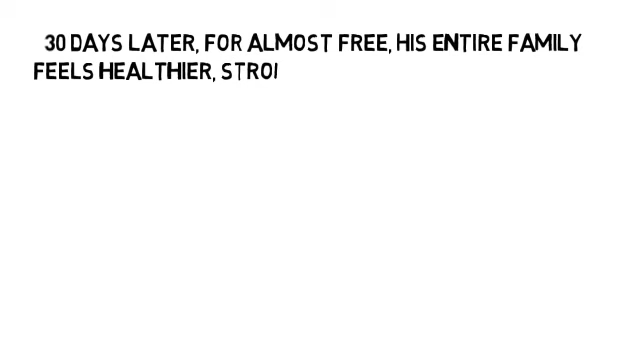 30 DAYS LATER, FOR ALMOST FREE, HIS ENTIRE FAMILY
FEELS HEALTHIER,